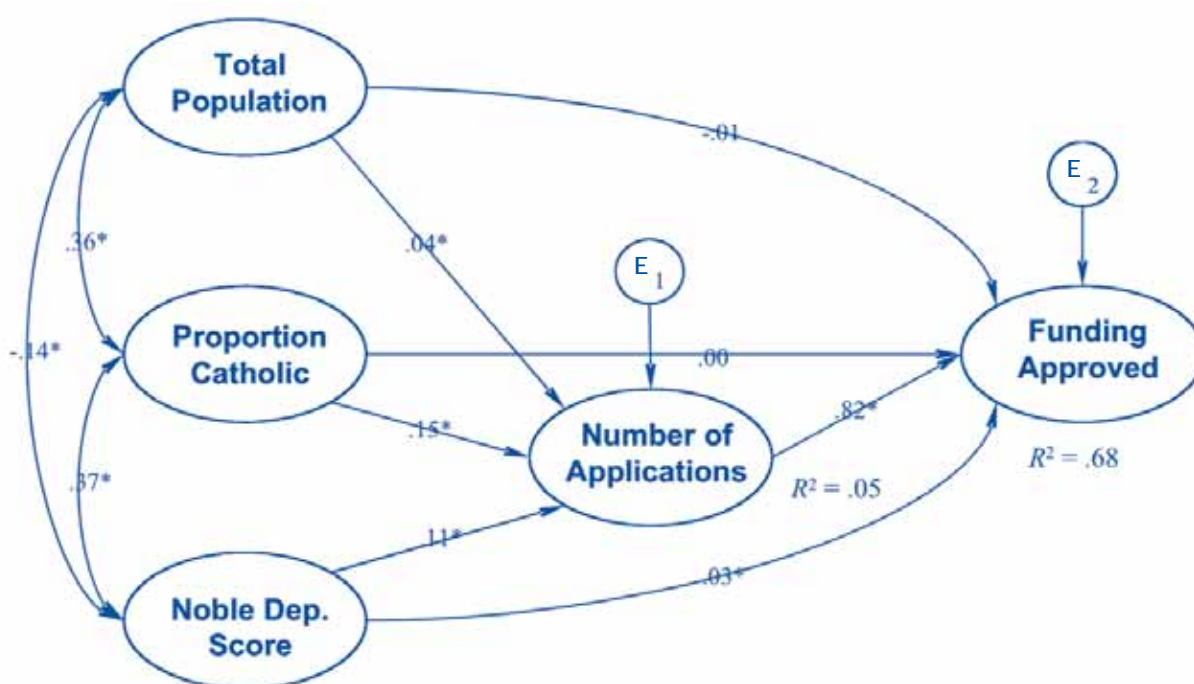 Total
Population
-.01
E 2
.36*
.04*
E 1
Proportion
Catholic
-.14*
.00
Funding
Approved
.15*
.82*
Number of
Applications
R² = .05
R² = .68
.37*
.11*
.03*
Noble Dep.
Score